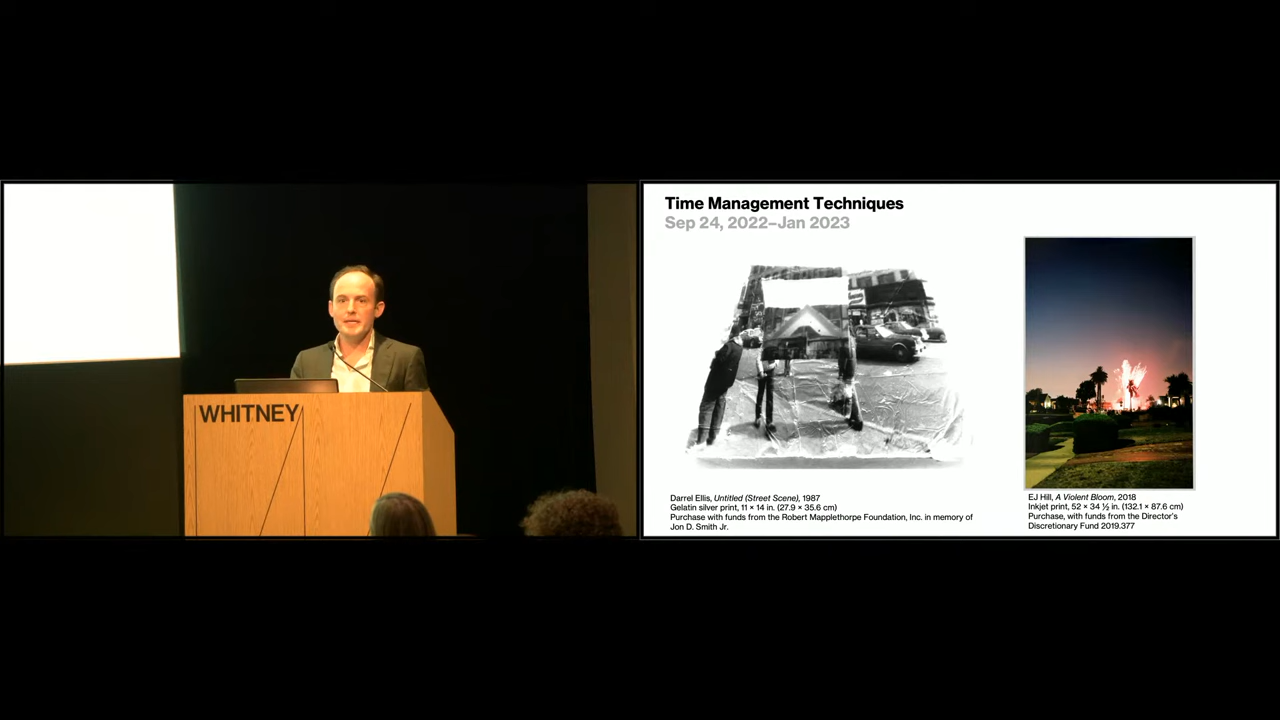 WHITNEY
Time Management Techniques
Sep 24, 2022–Jan 2023
Darrel Ellis, Untitled (Street Scene), 1987
Gelatin silver print, 11 × 14 in. (27.9 × 35.6 cm)
Purchase with funds from the Robert Mapplethorpe Foundation, Inc. in memory of
Jon D. Smith Jr.
EJ Hill, A Violent Bloom, 2018
Inkjet print, 52 × 34 ½ in. (132.1 × 87.6 cm)
Purchase, with funds from the Director's
Discretionary Fund 2019.377